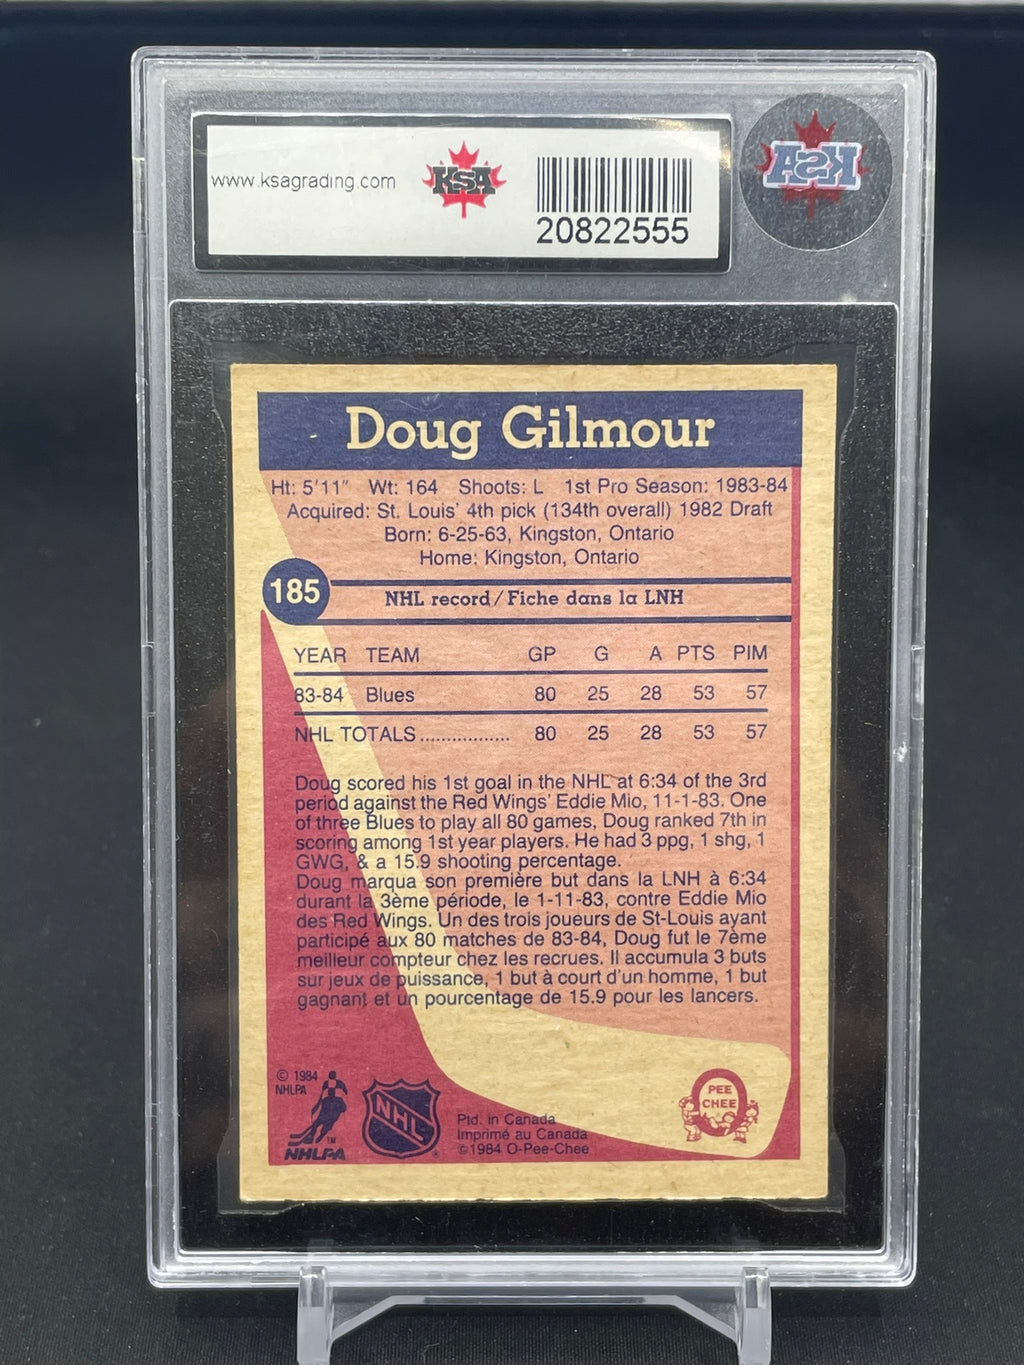 www.ksagrading.com
KSA
20822555
KSA
Doug Gilmour
Ht: 5'11" Wt: 164 Shoots: L 1st Pro Season: 1983-84
Acquired: St. Louis' 4th pick (134th overall) 1982 Draft
Born: 6-25-63, Kingston, Ontario
Home: Kingston, Ontario
185
NHL record/Fiche dans la LNH
YEAR TEAM GP G A PTS PIM
83-84 Blues 80 25 28 53 57
NHL TOTALS................. 80 25 28 53 57
Doug scored his 1st goal in the NHL at 6:34 of the 3rd
period against the Red Wings' Eddie Mio, 11-1-83. One
of three Blues to play all 80 games, Doug ranked 7th in
scoring among 1st year players. He had 3 ppg, 1 shg, 1
GWG, & a 15.9 shooting percentage.
Doug marqua son première but dans la LNH à 6:34
durant la 3ème période, le 1-11-83, contre Eddie Mio
des Red Wings. Un des trois joueurs de St-Louis ayant
participé aux 80 matches de 83-84, Doug fut le 7ème
meilleur compteur chez les recrues. Il accumula 3 buts
sur jeux de puissance, 1 but à court d'un homme, 1 but
gagnant et un pourcentage de 15.9 pour les lancers.
© 1984
NHLPA
TM
NHLPA
NHL
®
Ptd. in Canada
Imprimé au Canada
©1984 O-Pee-Chee
PEE
CHEE